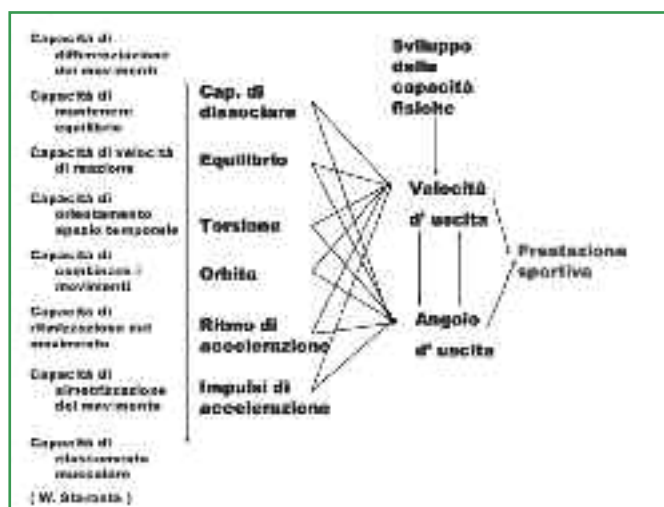 Capacità di
differenziazione
dei movimenti
Capacità di
mantenere
equilibrio
Capacità di velocità
di reazione
Capacità di
orientamento
spazio temporale
Capacità di
combinare i
movimenti
Capacità di
ritmizzazione nel
movimento
Capacità di
simetrizzazione
del movimento
Capacità di
rilassamento
muscolare
( W. Starosta )
Cap. di
dissociare
Equilibrio
Torsione
Orbita
Ritmo di
accelerazione
Impulsi di
accelerazione
Sviluppo
delle
capacità
fisiche
Velocità
d' uscita
Angolo
d' uscita
Prestazione
sportiva